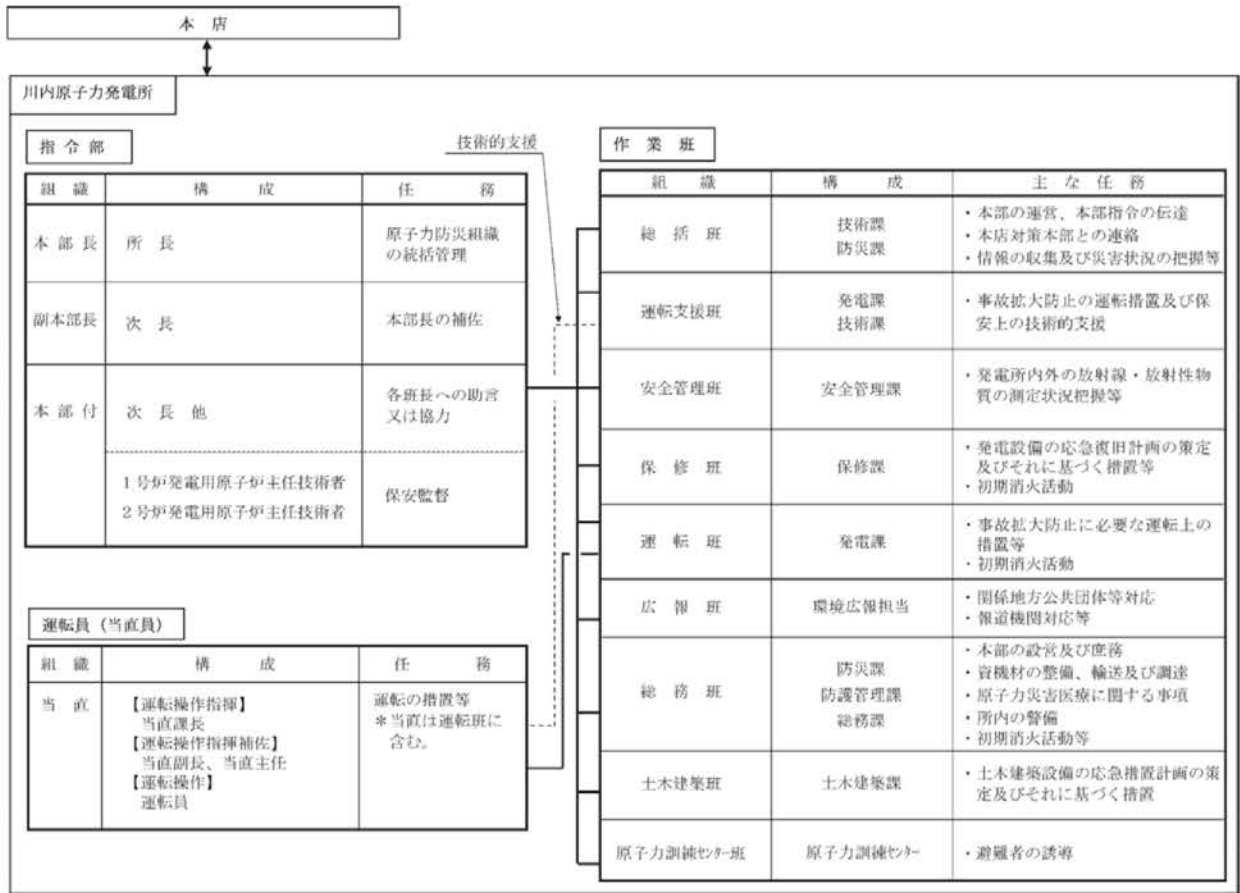 本店
川内原子力発電所
指令部
組織 構成 任務
本部長 所長 原子力防災組織
の統括管理
副本部長 次長 本部長の補佐
本部付 次長他 各班長への助言
又は協力
1号炉発電用原子炉主任技術者
2号炉発電用原子炉主任技術者
保安監督
運転員(当直員)
組織 構成 任務
当直 【運転操作指揮】
当直課長
【運転操作指揮補佐】
当直副長、当直主任
【運転操作】
運転員
運転の措置等
*当直は運転班に
含む。
技術的支援
作業班
組織 構成 主な任務
総括班 技術課
防災課
・本部の運営、本部指令の伝達
・本店対策本部との連絡
・情報の収集及び災害状況の把握等
運転支援班 発電課
技術課
・事故拡大防止の運転措置及び保
安上の技術的支援
安全管理班 安全管理課 ・発電所内外の放射線・放射性物
質の測定状況把握等
保修班 保修課 ・発電設備の応急復旧計画の策定
及びそれに基づく措置等
・初期消火活動
運転班 発電課 ・事故拡大防止に必要な運転上の
措置等
・初期消火活動
広報班 環境広報担当 ・関係地方公共団体等対応
・報道機関対応等
総務班 防災課
防護管理課
総務課
・本部の設営及び庶務
・資機材の整備、輸送及び調達
・原子力災害医療に関する事項
・所内の警備
・初期消火活動等
土木建築班 土木建築課 ・土木建築設備の応急措置計画の策
定及びそれに基づく措置
原子力訓練センター班 原子力訓練センター ・避難者の誘導